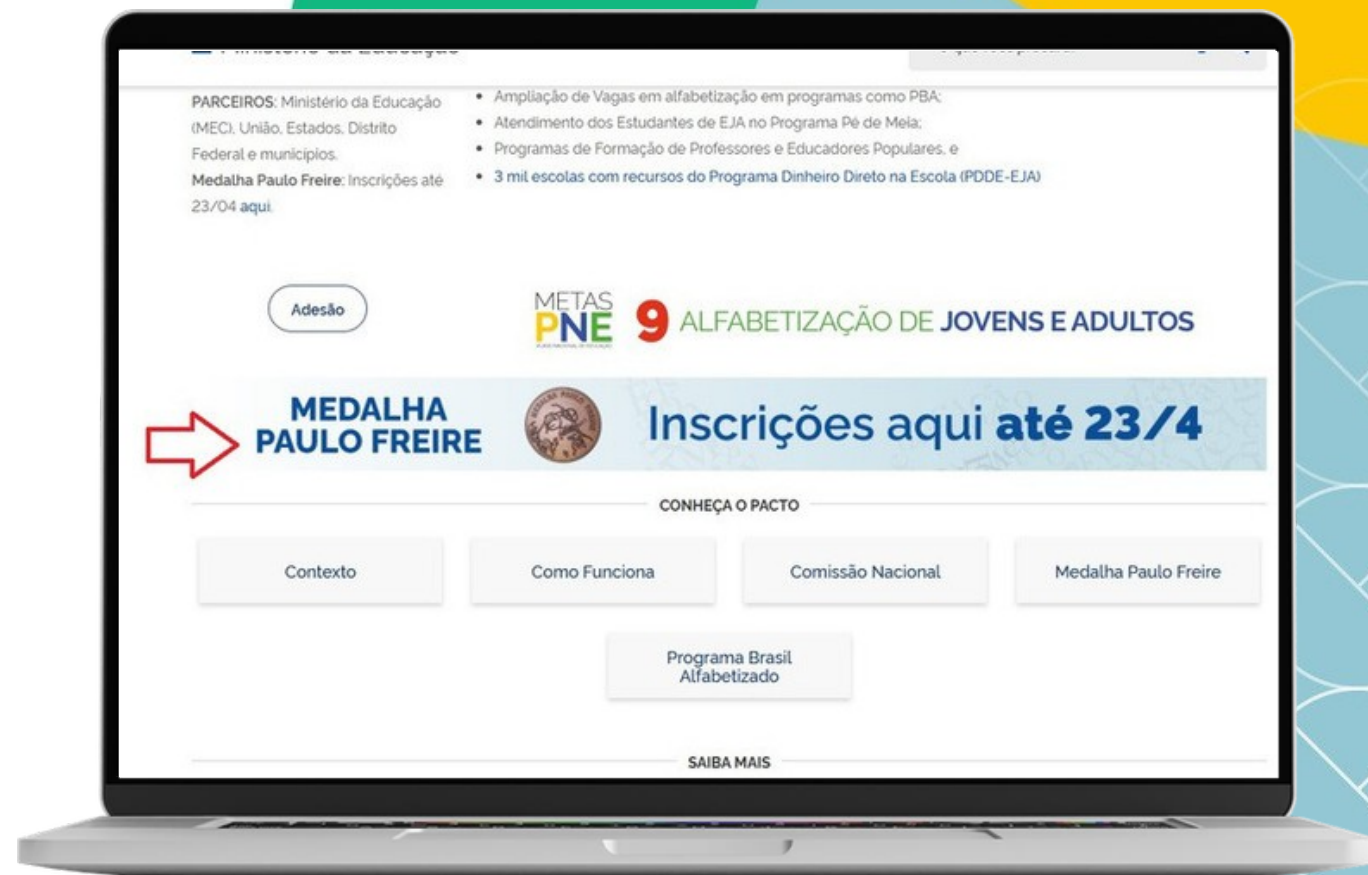 Ministério da Educação
PARCEIROS: Ministério da Educação
(MEC), União, Estados, Distrito
Federal e municípios.
Medalha Paulo Freire: Inscrições até
23/04 aqui.
• Ampliação de Vagas em alfabetização em programas como PBA;
• Atendimento dos Estudantes de EJA no Programa Pé de Meia;
• Programas de Formação de Professores e Educadores Populares, e
• 3 mil escolas com recursos do Programa Dinheiro Direto na Escola (PDDE-EJA)
Adesão
METAS
PNE
9 ALFABETIZAÇÃO DE JOVENS E ADULTOS
MEDALHA
PAULO FREIRE
Inscrições aqui até 23/4
CONHEÇA O PACTO
Contexto
Como Funciona
Comissão Nacional
Medalha Paulo Freire
Programa Brasil
Alfabetizado
SAIBA MAIS